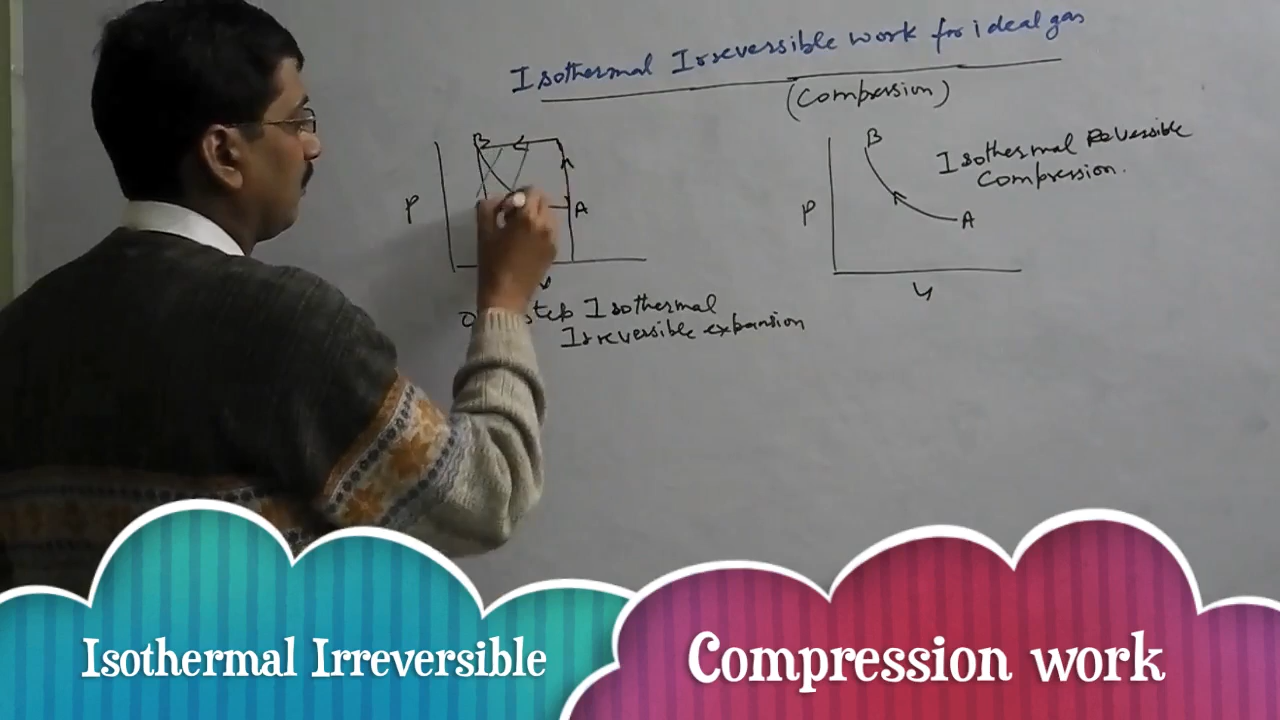 Isothermal Irreversible work for ideal gas
(Compression)
B
A
P
step Isothermal
Irreversible expansion
B
A
P
Isothermal Reversible
Compression.
Isothermal Irreversible
Compression work